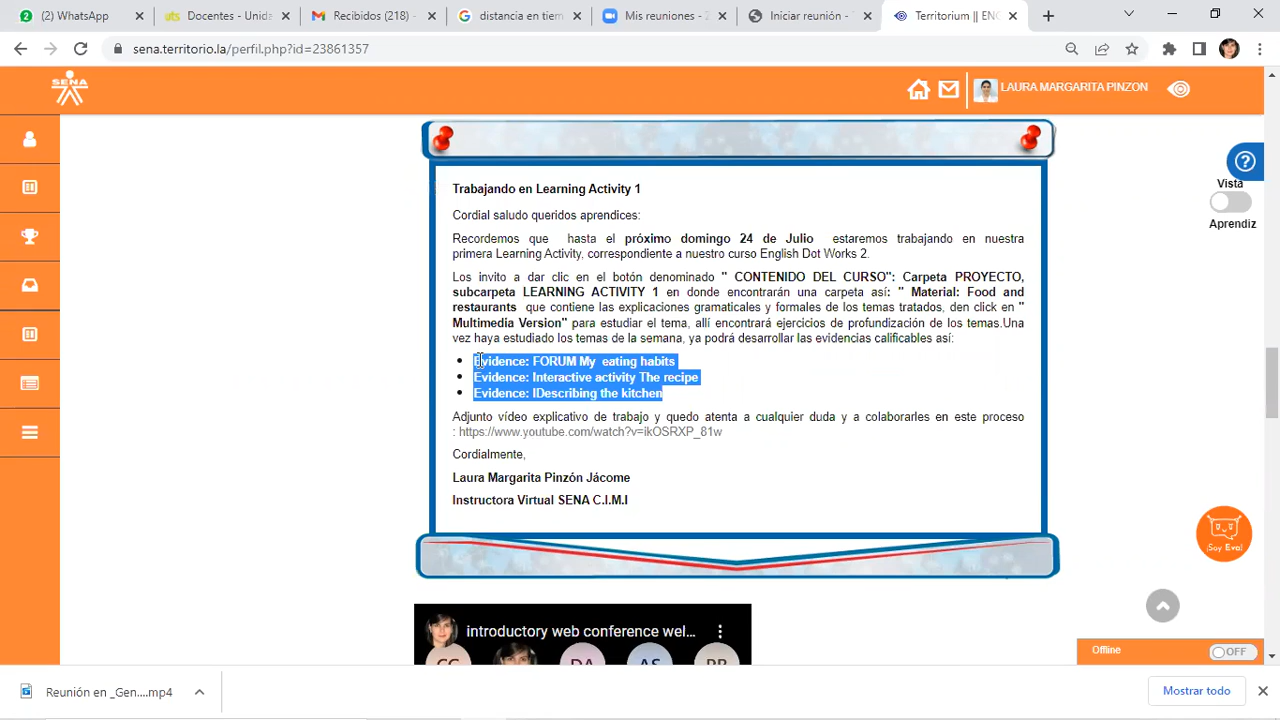 (2) WhatsApp
Docentes - Unida
Recibidos (218) -
distancia en tiem
Mis reuniones - Z
Iniciar reunión - 
Territorium || ENG
sena.territorio.la/perfil.php?id=23861357
SENA
LAURA MARGARITA PINZON
Vista
Aprendiz
Trabajando en Learning Activity 1
Cordial saludo queridos aprendices:
Recordemos que hasta el próximo domingo 24 de Julio estaremos trabajando en nuestra
primera Learning Activity, correspondiente a nuestro curso English Dot Works 2.
Los invito a dar clic en el botón denominado " CONTENIDO DEL CURSO": Carpeta PROYECTO,
subcarpeta LEARNING ACTIVITY 1 en donde encontrarán una carpeta así: " Material: Food and
restaurants que contiene las explicaciones gramaticales y formales de los temas tratados, den click en "
Multimedia Version" para estudiar el tema, allí encontrará ejercicios de profundización de los temas.Una
vez haya estudiado los temas de la semana, ya podrá desarrollar las evidencias calificables así:
Evidence: FORUM My eating habits
Evidence: Interactive activity The recipe
Evidence: IDescribing the kitchen
Adjunto vídeo explicativo de trabajo y quedo atenta a cualquier duda y a colaborarles en este proceso
: https://www.youtube.com/watch?v=ikOSRXP_81w
Cordialmente,
Laura Margarita Pinzón Jácome
Instructora Virtual SENA C.I.M.I
¡Soy Eva!
introductory web conference wel...
CC DA AS PP
Offline OFF
Reunión en _Gen....mp4
Mostrar todo